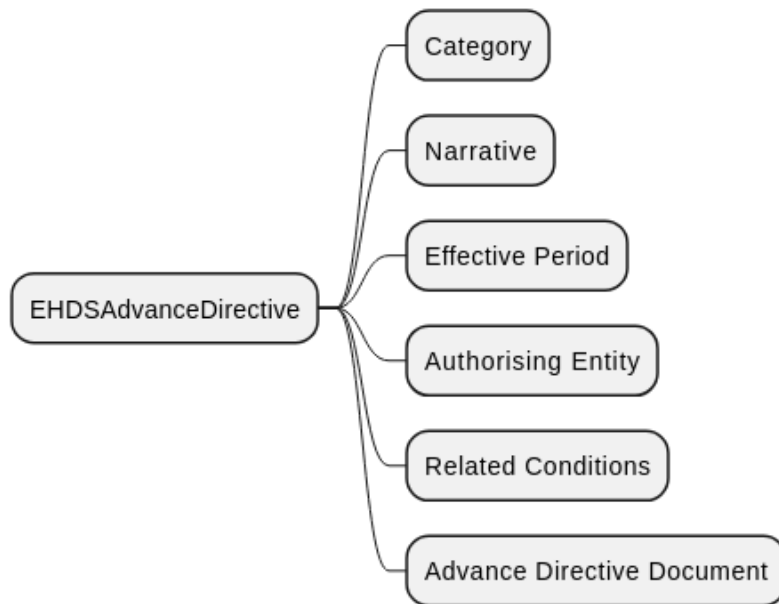 Category
Narrative
Effective Period
EHDSAdvanceDirective
Authorising Entity
Related Conditions
Advance Directive Document